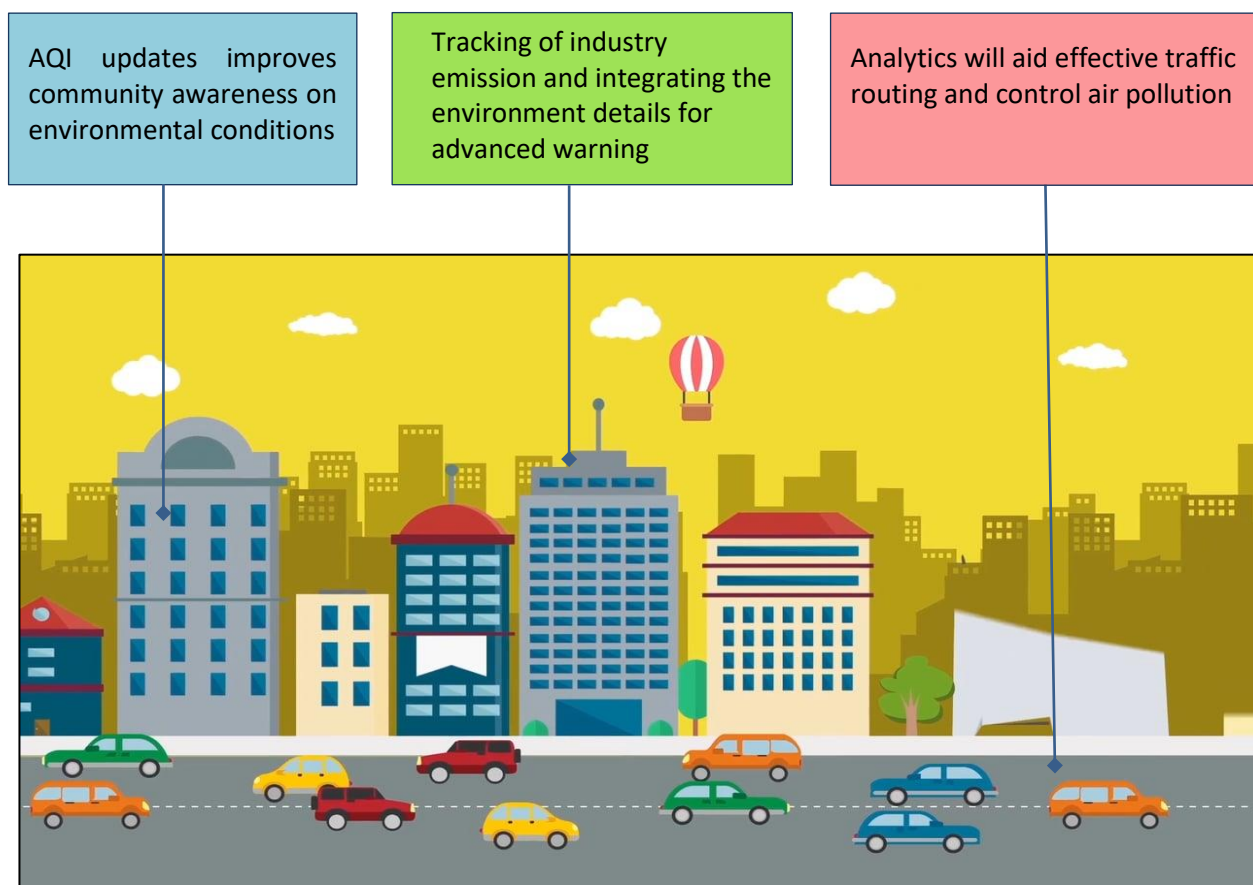 AQI updates improves
community awareness on
environmental conditions
Tracking of industry
emission and integrating the
environment details for
advanced warning
Analytics will aid effective traffic
routing and control air pollution